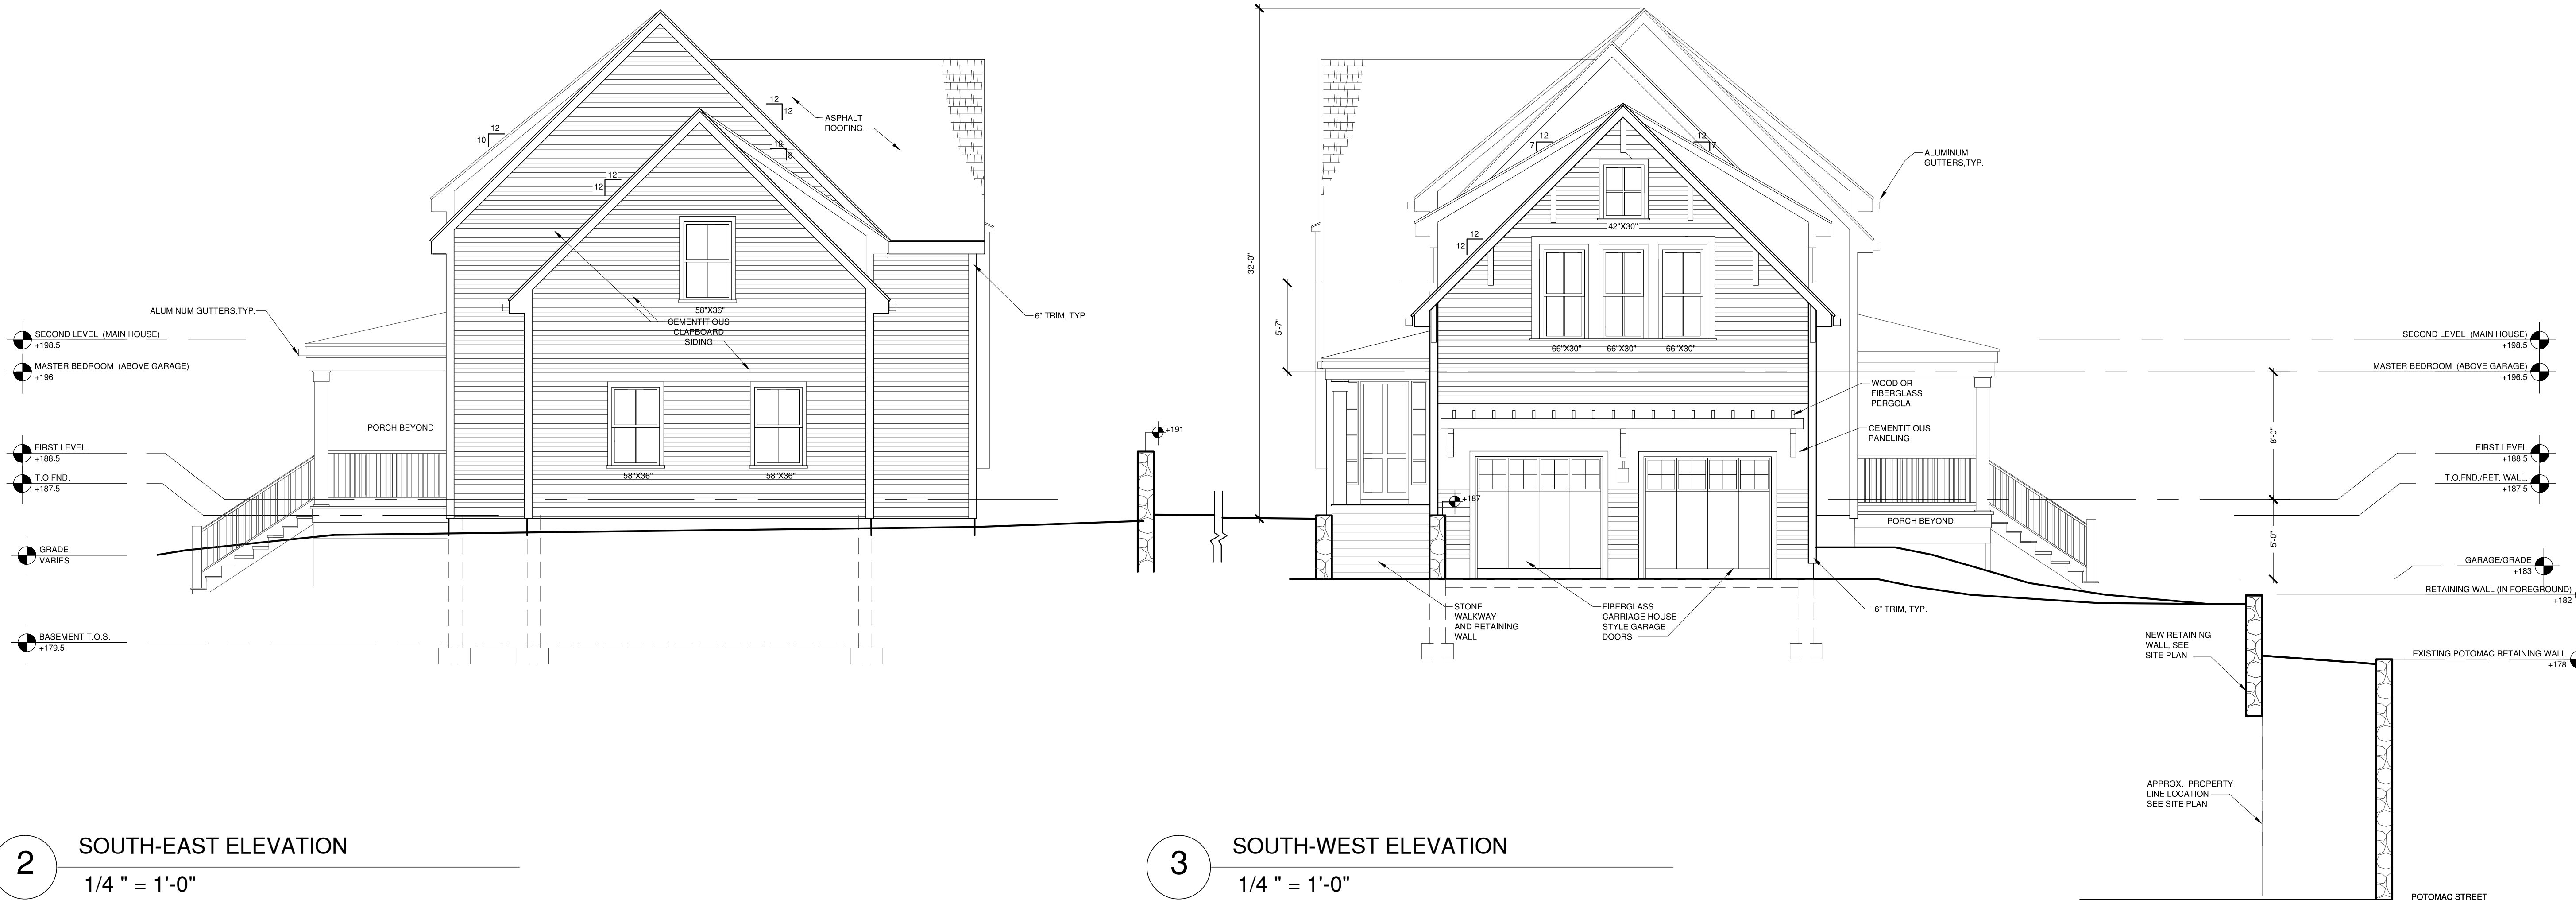 12
10
12
12
12
8
12
12
ASPHALT
ROOFING
58"X36"
CEMENTITIOUS
CLAPBOARD
SIDING
6" TRIM, TYP.
ALUMINUM GUTTERS,TYP.
SECOND LEVEL (MAIN HOUSE)
+198.5
MASTER BEDROOM (ABOVE GARAGE)
+196
PORCH BEYOND
FIRST LEVEL
+188.5
T.O.FND.
+187.5
58"X36"
58"X36"
GRADE
VARIES
BASEMENT T.O.S.
+179.5
+191
2
SOUTH-EAST ELEVATION
1/4 " = 1'-0"
32'-0"
5'-7"
12
7
12
7
12
12
42"X30"
66"X30"
66"X30"
66"X30"
ALUMINUM
GUTTERS,TYP.
WOOD OR
FIBERGLASS
PERGOLA
CEMENTITIOUS
PANELING
+187
STONE
WALKWAY
AND RETAINING
WALL
FIBERGLASS
CARRIAGE HOUSE
STYLE GARAGE
DOORS
6" TRIM, TYP.
PORCH BEYOND
SECOND LEVEL (MAIN HOUSE)
+198.5
MASTER BEDROOM (ABOVE GARAGE)
+196.5
8'-0"
FIRST LEVEL
+188.5
T.O.FND./RET. WALL.
+187.5
5'-0"
GARAGE/GRADE
+183
RETAINING WALL (IN FOREGROUND)
+182
NEW RETAINING
WALL, SEE
SITE PLAN
EXISTING POTOMAC RETAINING WALL
+178
APPROX. PROPERTY
LINE LOCATION
SEE SITE PLAN
POTOMAC STREET
3
SOUTH-WEST ELEVATION
1/4 " = 1'-0"